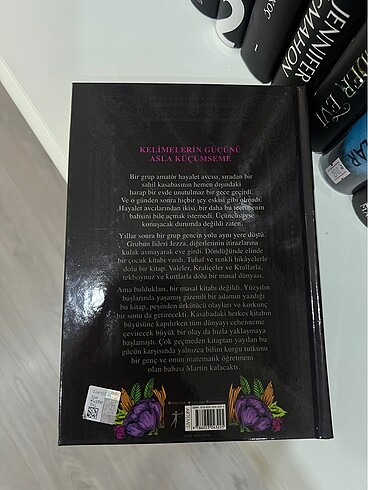 JENNIFER
MCMAHON
KELİMELERİN GÜCÜNÜ
ASLA KÜÇÜMSEME
Bir grup amatör hayalet avcısı, sıradan bir
sahil kasabasının hemen dışındaki
harap bir evde unutulmaz bir gece geçirdi.
Ve o günden sonra hiçbir şey eskisi gibi olmadı.
Hayalet avcılarından ikisi, bir daha bu gecenin
bahsini bile açmak istemedi. Üçüncüsüyse
konuşacak durumda değildi zaten.
Yıllar sonra bir grup gencin yolu aynı yere düştü.
Grubun lideri Jezza, diğerlerinin itirazlarına
kulak asmayarak eve girdi. Döndüğünde elinde
bir çocuk kitabı vardı. Tuhaf ve renkli hikâyelerle
dolu bir kitap. Valeler, Kraliçeler ve Krallarla,
tekboynuz ve kurtlarla dolu bir masal dünyası.
Ama buldukları, bir masal kitabı değildi. Yüzyılın
başlarında yaşamış gizemli bir adamın yazdığı
bu kitap, peşinden ürkünç olayları ve korkunç
bir sonu da getirecekti. Kasabadaki herkes kitabın
büyüsüne kapılırken tüm dünyayı cehenneme
çevirecek büyük bir olay da hızla yaklaşmaya
başlamıştı. Çok geçmeden kitaptan yayılan bu
gücün karşısında yalnızca bilim kurgu tutkunu
bir genç ve onun matematik öğretmeni
olan babası Martin kalacaktı.